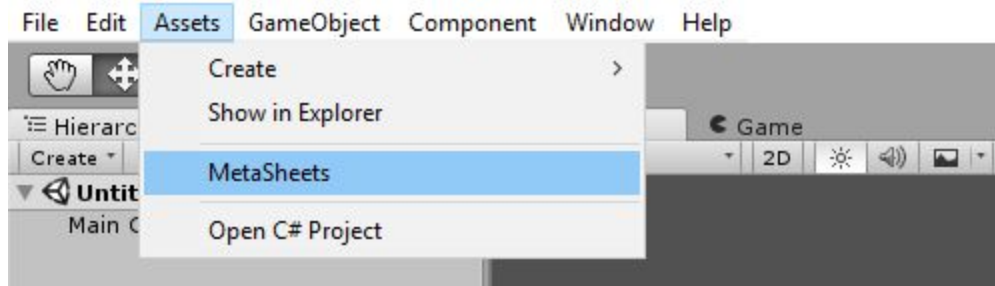 File Edit Assets GameObject Component Window Help
Create
Show in Explorer
Hierarc
Game
Create
2D
MetaSheets
Untit
Main C
Open C# Project